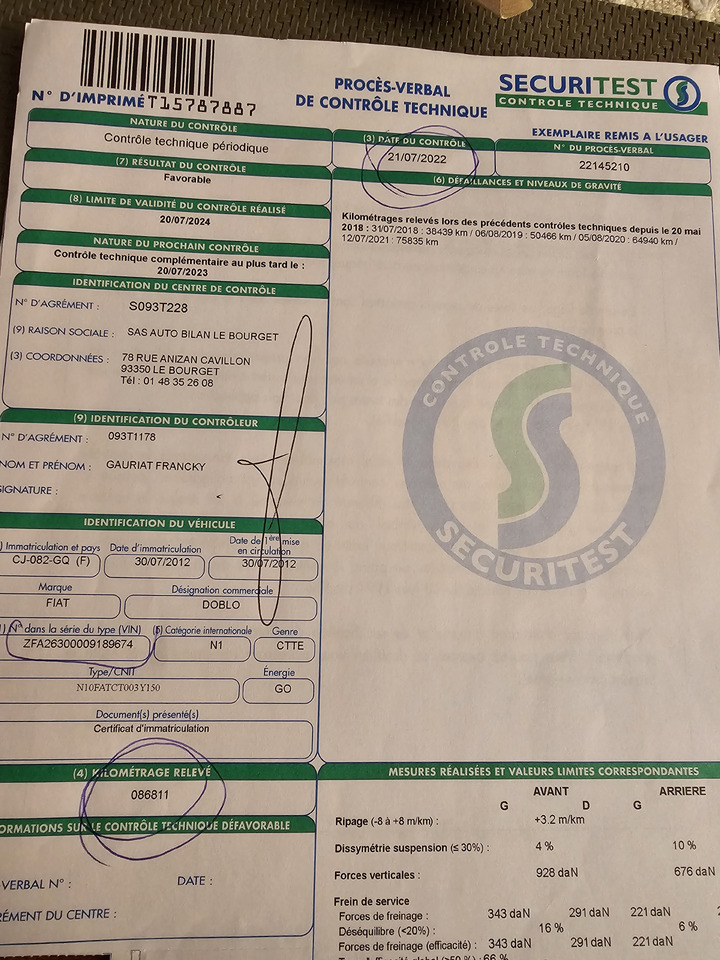 N° D'IMPRIMÉ T15787887
PROCÈS-VERBAL
DE CONTRÔLE TECHNIQUE
SECURITEST
CONTROLE TECHNIQUE
EXEMPLAIRE REMIS A L'USAGER
NATURE DU CONTRÔLE
Contrôle technique périodique
(3) DATE DU CONTRÔLE
21/07/2022
N° DU PROCÈS-VERBAL
22145210
(7) RÉSULTAT DU CONTRÔLE
Favorable
(8) LIMITE DE VALIDITÉ DU CONTRÔLE RÉALISÉ
20/07/2024
NATURE DU PROCHAIN CONTRÔLE
Contrôle technique complémentaire au plus tard le :
20/07/2023
(6) DÉFAILLANCES ET NIVEAUX DE GRAVITÉ
Kilométrages relevés lors des précédents contrôles techniques depuis le 20 mai
2018 : 31/07/2018 : 38439 km / 06/08/2019 : 50466 km / 05/08/2020 : 64940 km /
12/07/2021 : 75835 km
IDENTIFICATION DU CENTRE DE CONTRÔLE
N° D'AGRÉMENT : S093T228
(9) RAISON SOCIALE : SAS AUTO BILAN LE BOURGET
(3) COORDONNÉES : 78 RUE ANIZAN CAVILLON
93350 LE BOURGET
Tél : 01 48 35 26 08
(9) IDENTIFICATION DU CONTRÔLEUR
N° D'AGRÉMENT : 093T1178
NOM ET PRÉNOM : GAURIAT FRANCKY
SIGNATURE :
CONTROLE TECHNIQUE
SECURITEST
IDENTIFICATION DU VÉHICULE
) Immatriculation et pays
CJ-082-GQ (F)
Date d'immatriculation
30/07/2012
Date de 1ère mise
en circulation
30/07/2012
Marque
FIAT
Désignation commerciale
DOBLO
) N° dans la série du type (VIN)
ZFA26300009189674
(5) Catégorie internationale
N1
Genre
CTTE
Type/CNIT
N10FATCT003Y150
Énergie
GO
Document(s) présenté(s)
Certificat d'immatriculation
(4) KILOMÉTRAGE RELEVÉ
086811
ORMATIONS SUR LE CONTRÔLE TECHNIQUE DÉFAVORABLE
-VERBAL N° : DATE :
RÉMENT DU CENTRE :
MESURES RÉALISÉES ET VALEURS LIMITES CORRESPONDANTES
AVANT ARRIERE
G D G
Ripage (-8 à +8 m/km) : +3.2 m/km
Dissymétrie suspension (≤ 30%) : 4 % 10 %
Forces verticales : 928 daN 676 daN
Frein de service
Forces de freinage : 343 daN 291 daN 221 daN
Déséquilibre (<20%) : 16 % 6 %
Forces de freinage (efficacité) : 343 daN 291 daN 221 daN
66 %